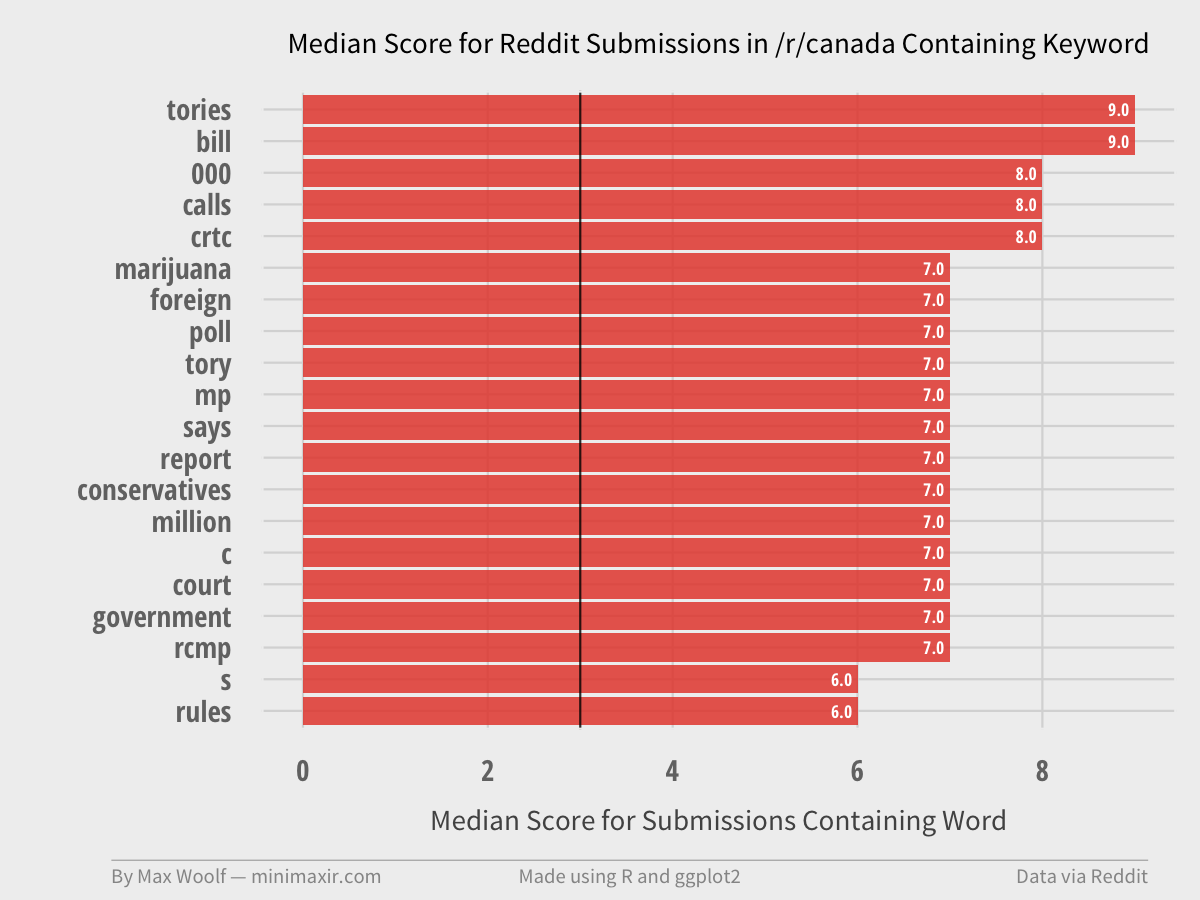 Median Score for Reddit Submissions in /r/canada Containing Keyword
tories 9.0
bill 9.0
000 8.0
calls 8.0
crtc 8.0
marijuana 7.0
foreign 7.0
poll 7.0
tory 7.0
mp 7.0
says 7.0
report 7.0
conservatives 7.0
million 7.0
c 7.0
court 7.0
government 7.0
rcmp 7.0
s 6.0
rules 6.0
0 2 4 6 8
Median Score for Submissions Containing Word
By Max Woolf — minimaxir.com Made using R and ggplot2 Data via Reddit